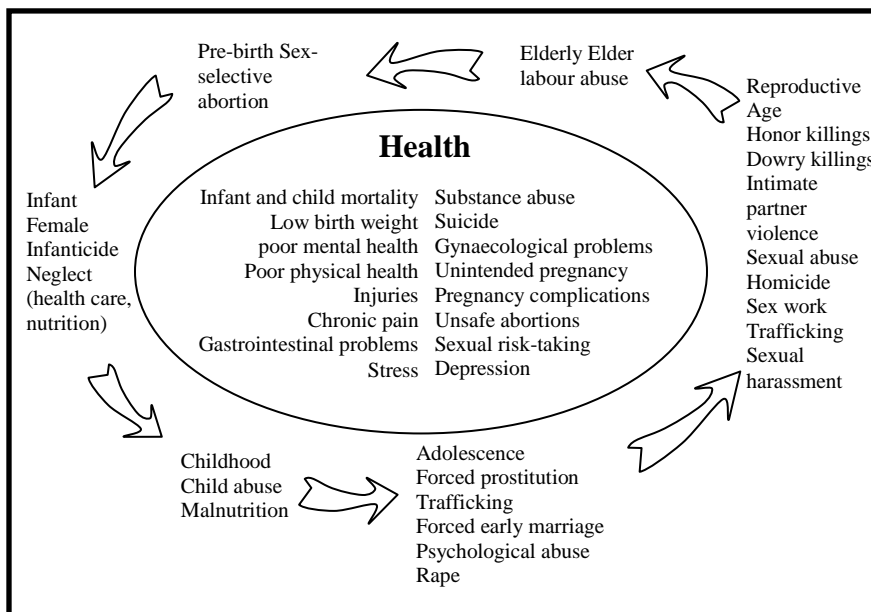 Pre-birth Sex-
selective
abortion
Elderly Elder
labour abuse
Reproductive
Age
Honor killings
Dowry killings
Intimate
partner
violence
Sexual abuse
Homicide
Sex work
Trafficking
Sexual
harassment
Health
Infant and child mortality
Low birth weight
poor mental health
Poor physical health
Injuries
Chronic pain
Gastrointestinal problems
Stress
Substance abuse
Suicide
Gynaecological problems
Unintended pregnancy
Pregnancy complications
Unsafe abortions
Sexual risk-taking
Depression
Infant
Female
Infanticide
Neglect
(health care,
nutrition)
Childhood
Child abuse
Malnutrition
Adolescence
Forced prostitution
Trafficking
Forced early marriage
Psychological abuse
Rape